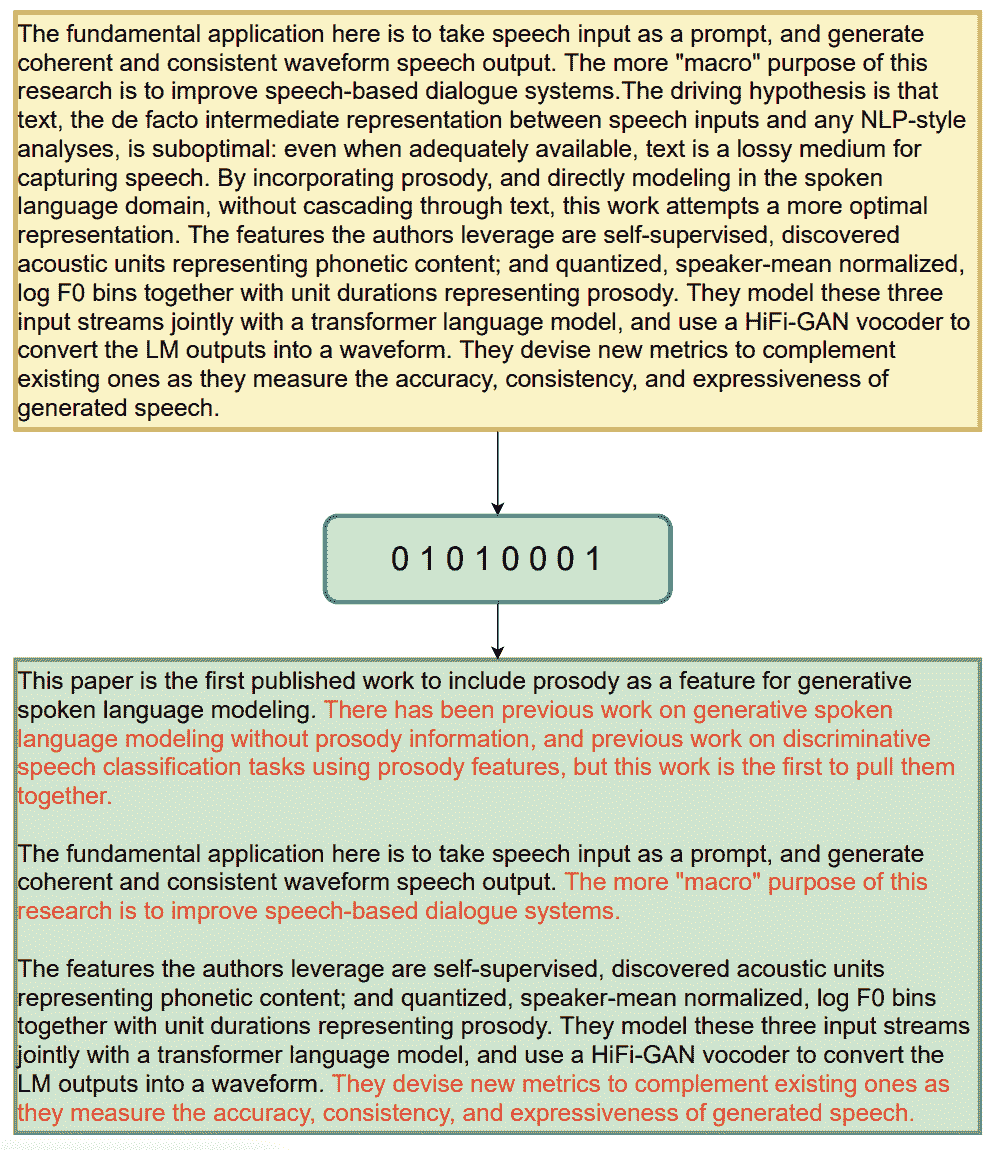 The fundamental application here is to take speech input as a prompt, and generate
coherent and consistent waveform speech output. The more "macro" purpose of this
research is to improve speech-based dialogue systems.The driving hypothesis is that
text, the de facto intermediate representation between speech inputs and any NLP-style
analyses, is suboptimal: even when adequately available, text is a lossy medium for
capturing speech. By incorporating prosody, and directly modeling in the spoken
language domain, without cascading through text, this work attempts a more optimal
representation. The features the authors leverage are self-supervised, discovered
acoustic units representing phonetic content; and quantized, speaker-mean normalized,
log F0 bins together with unit durations representing prosody. They model these three
input streams jointly with a transformer language model, and use a HiFi-GAN vocoder to
convert the LM outputs into a waveform. They devise new metrics to complement
existing ones as they measure the accuracy, consistency, and expressiveness of
generated speech.
0 1 0 1 0 0 0 1
This paper is the first published work to include prosody as a feature for generative
spoken language modeling. There has been previous work on generative spoken
language modeling without prosody information, and previous work on discriminative
speech classification tasks using prosody features, but this work is the first to pull them
together.
The fundamental application here is to take speech input as a prompt, and generate
coherent and consistent waveform speech output. The more "macro" purpose of this
research is to improve speech-based dialogue systems.
The features the authors leverage are self-supervised, discovered acoustic units
representing phonetic content; and quantized, speaker-mean normalized, log F0 bins
together with unit durations representing prosody. They model these three input streams
jointly with a transformer language model, and use a HiFi-GAN vocoder to convert the
LM outputs into a waveform. They devise new metrics to complement existing ones as
they measure the accuracy, consistency, and expressiveness of generated speech.